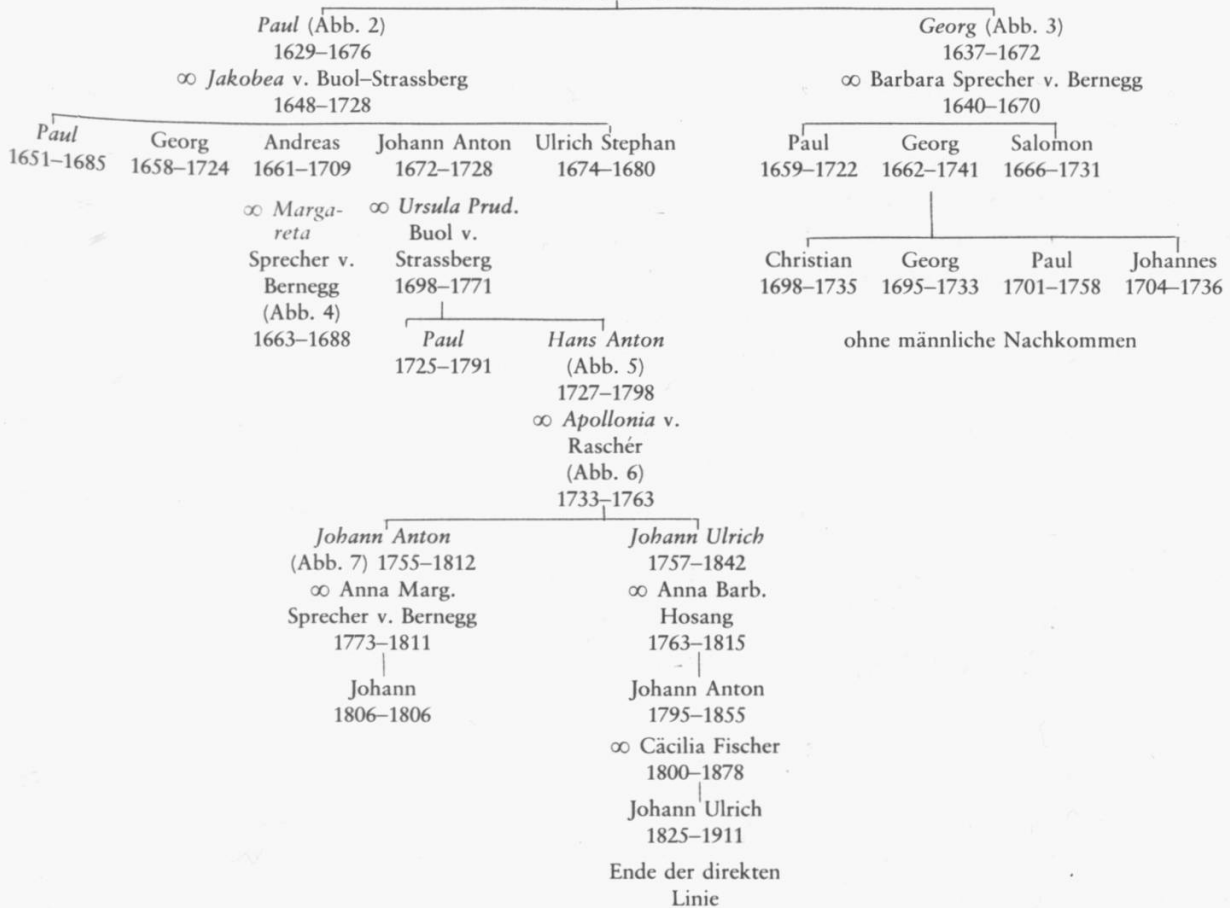 Paul (Abb. 2)
1629–1676
∞ Jakobea v. Buol–Strassberg
1648–1728
Georg (Abb. 3)
1637–1672
∞ Barbara Sprecher v. Bernegg
1640–1670
Paul
1651–1685
Georg
1658–1724
Andreas
1661–1709
∞ Marga-
reta
Sprecher v.
Bernegg
(Abb. 4)
1663–1688
Johann Anton
1672–1728
∞ Ursula Prud.
Buol v.
Strassberg
1698–1771
Ulrich Stephan
1674–1680
Paul
1659–1722
Georg
1662–1741
Salomon
1666–1731
Christian
1698–1735
Georg
1695–1733
Paul
1701–1758
Johannes
1704–1736
ohne männliche Nachkommen
Paul
1725–1791
Hans Anton
(Abb. 5)
1727–1798
∞ Apollonia v.
Raschér
(Abb. 6)
1733–1763
Johann Anton
(Abb. 7) 1755–1812
∞ Anna Marg.
Sprecher v. Bernegg
1773–1811
Johann
1806–1806
Johann Ulrich
1757–1842
∞ Anna Barb.
Hosang
1763–1815
Johann Anton
1795–1855
∞ Cäcilia Fischer
1800–1878
Johann Ulrich
1825–1911
Ende der direkten
Linie